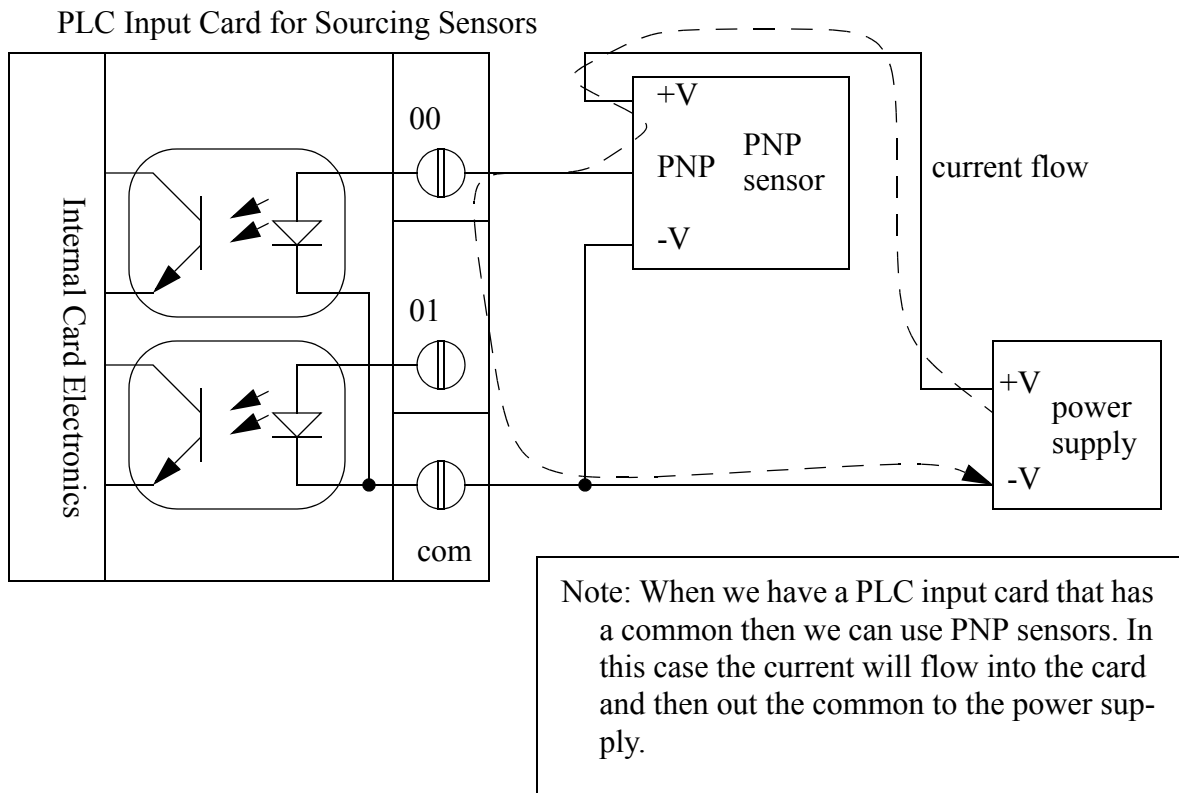 PLC Input Card for Sourcing Sensors
00
+V
PNP
PNP
sensor
-V
current flow
Internal Card Electronics
01
+V
power
supply
-V
com
Note: When we have a PLC input card that has
a common then we can use PNP sensors. In
this case the current will flow into the card
and then out the common to the power sup-
ply.